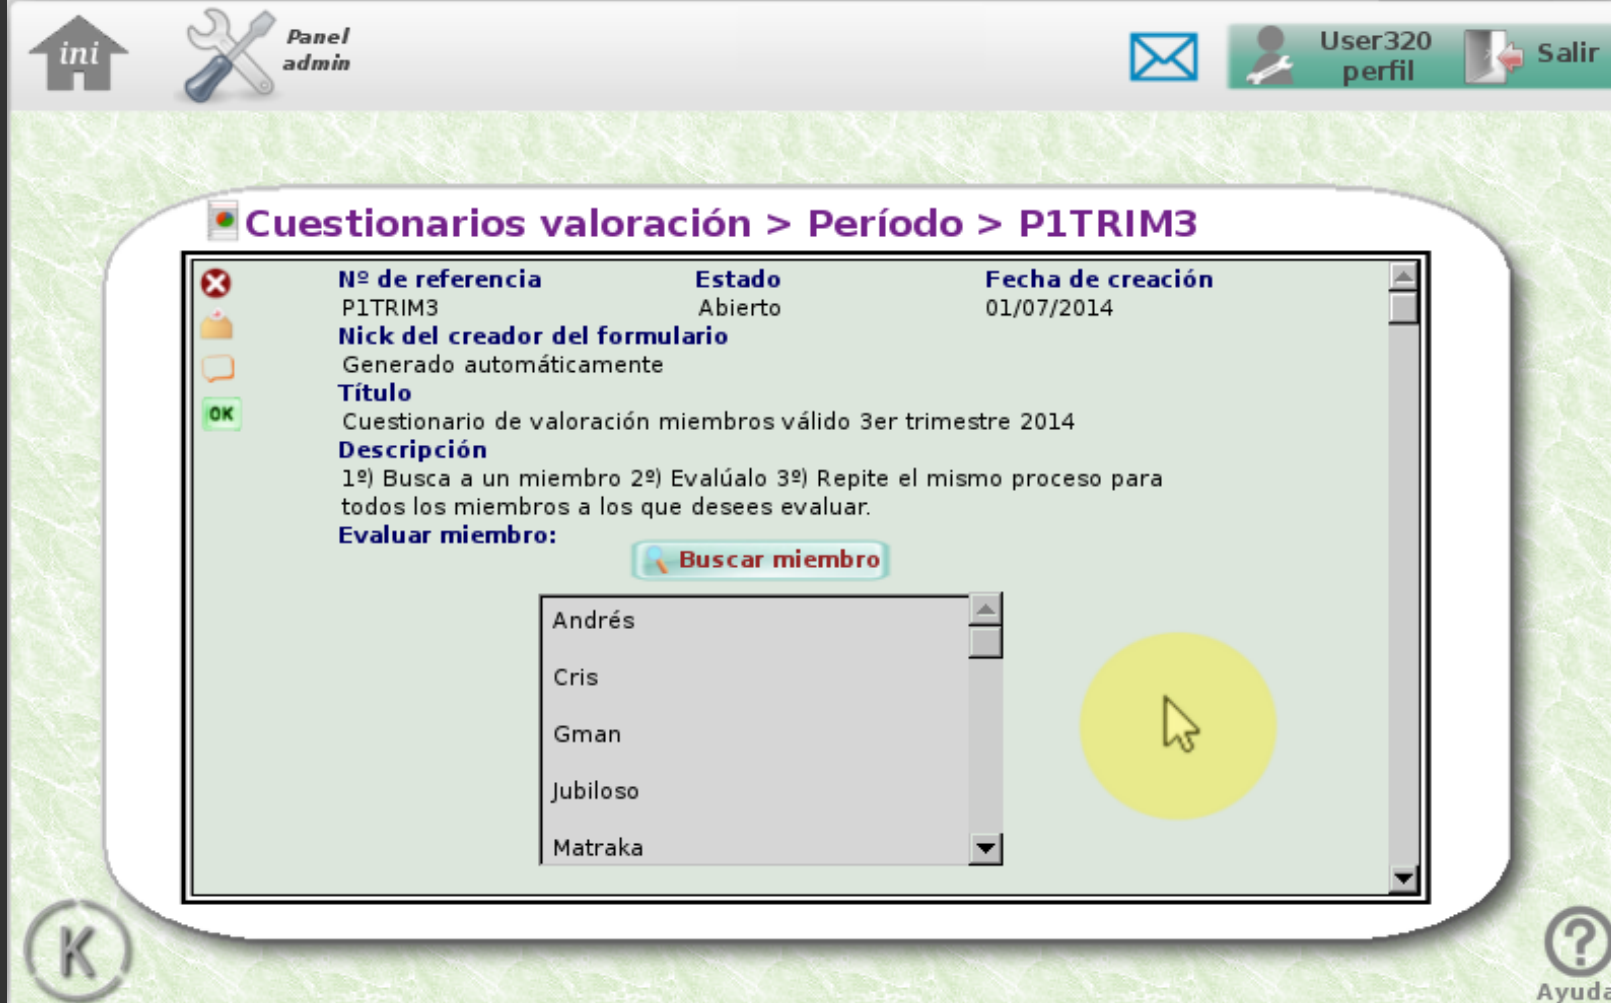 ini
Panel
admin
User320
perfil
Salir
Cuestionarios valoración > Período > P1TRIM3
Nº de referencia Estado Fecha de creación
P1TRIM3 Abierto 01/07/2014
Nick del creador del formulario
Generado automáticamente
Título
OK
Cuestionario de valoración miembros válido 3er trimestre 2014
Descripción
1º) Busca a un miembro 2º) Evalúalo 3º) Repite el mismo proceso para
todos los miembros a los que desees evaluar.
Evaluar miembro:
Buscar miembro
Andrés
Cris
Gman
Jubiloso
Matraka
K
?
Ayuda